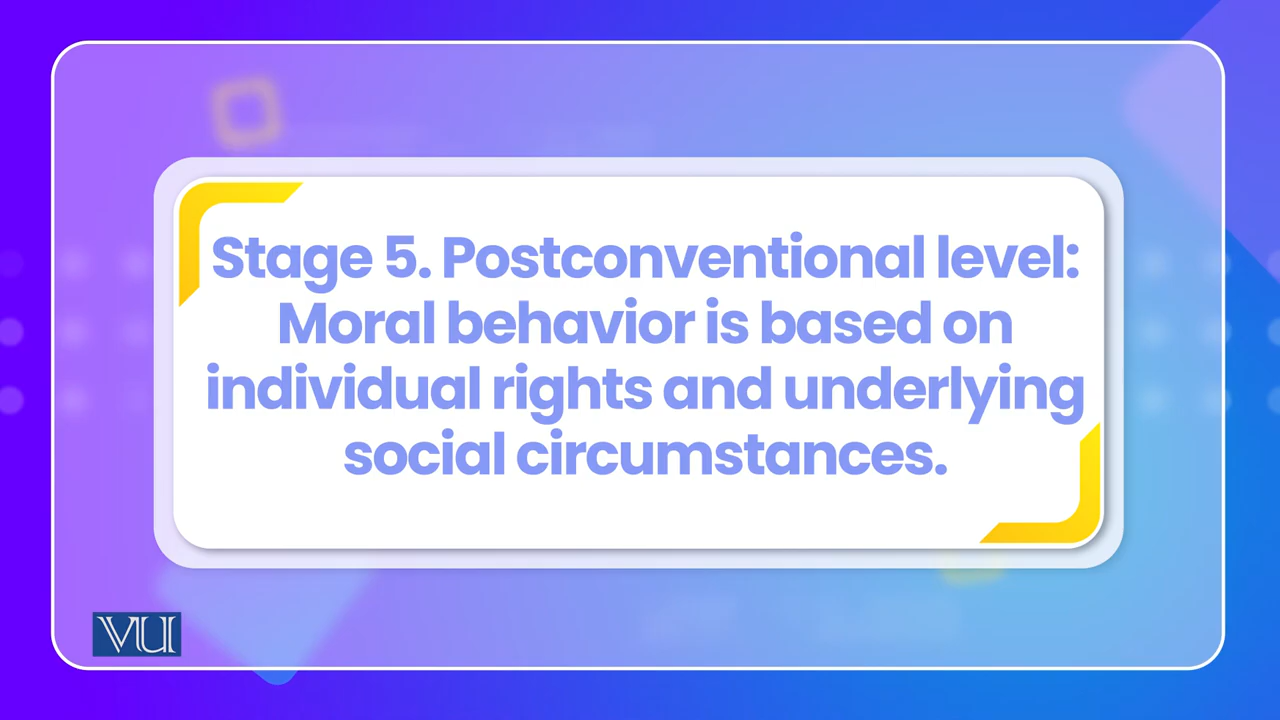 Stage 5. Postconventional level:
Moral behavior is based on
individual rights and underlying
social circumstances.
VU